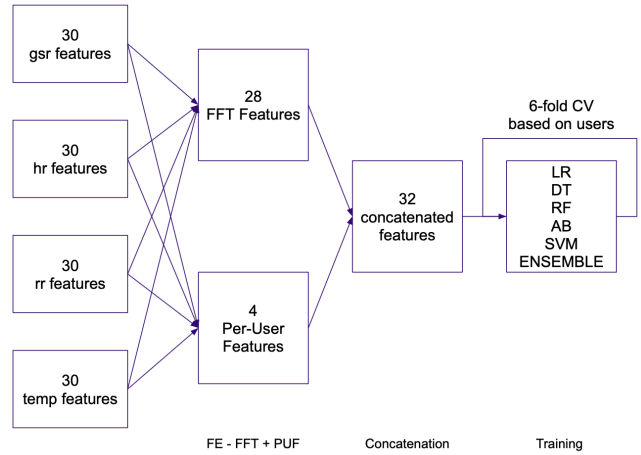 30
gsr features
30
hr features
30
rr features
30
temp features
28
FFT Features
4
Per-User
Features
32
concatenated
features
6-fold CV
based on users
LR
DT
RF
AB
SVM
ENSEMBLE
FE - FFT + PUF
Concatenation
Training